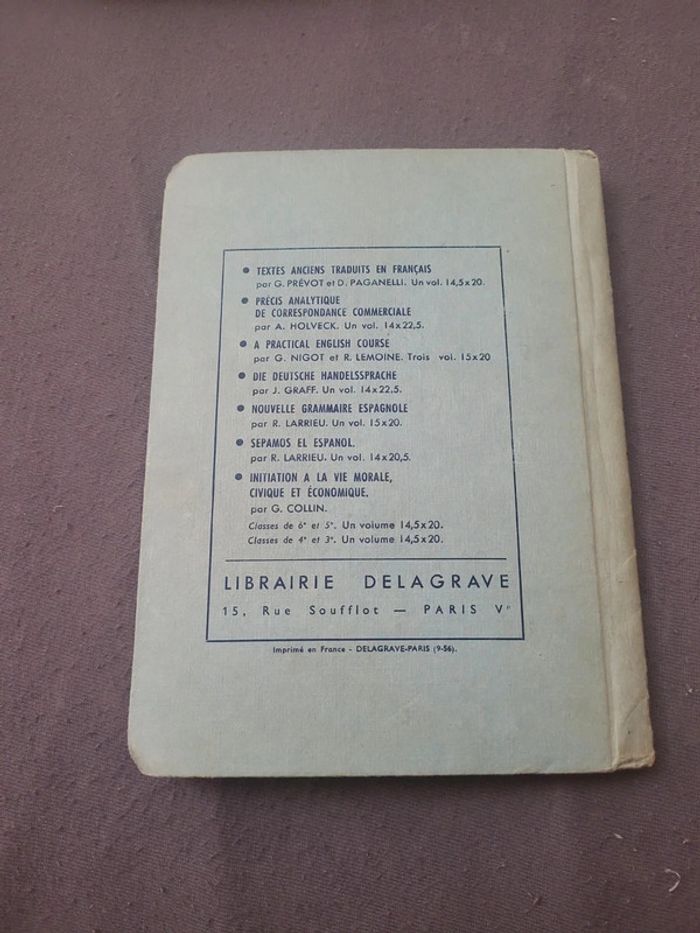 ● TEXTES ANCIENS TRADUITS EN FRANÇAIS
par G. PRÉVOT et D. PAGANELLI. Un vol. 14,5x20.
● PRÉCIS ANALYTIQUE
DE CORRESPONDANCE COMMERCIALE
par A. HOLVECK. Un vol. 14x22,5.
● A PRACTICAL ENGLISH COURSE
par G. NIGOT et R. LEMOINE. Trois vol. 15x20
● DIE DEUTSCHE HANDELSSPRACHE
par J. GRAFF. Un vol. 14x22,5.
● NOUVELLE GRAMMAIRE ESPAGNOLE
par R. LARRIEU. Un vol. 15x20.
● SEPAMOS EL ESPANOL.
par R. LARRIEU. Un vol. 14x20,5.
● INITIATION A LA VIE MORALE,
CIVIQUE ET ÉCONOMIQUE.
par G. COLLIN.
Classes de 6e et 5e. Un volume 14,5x20.
Classes de 4e et 3e. Un volume 14,5x20.
LIBRAIRIE DELAGRAVE
15, Rue Soufflot — PARIS Ve
Imprimé en France - DELAGRAVE-PARIS (9-56).